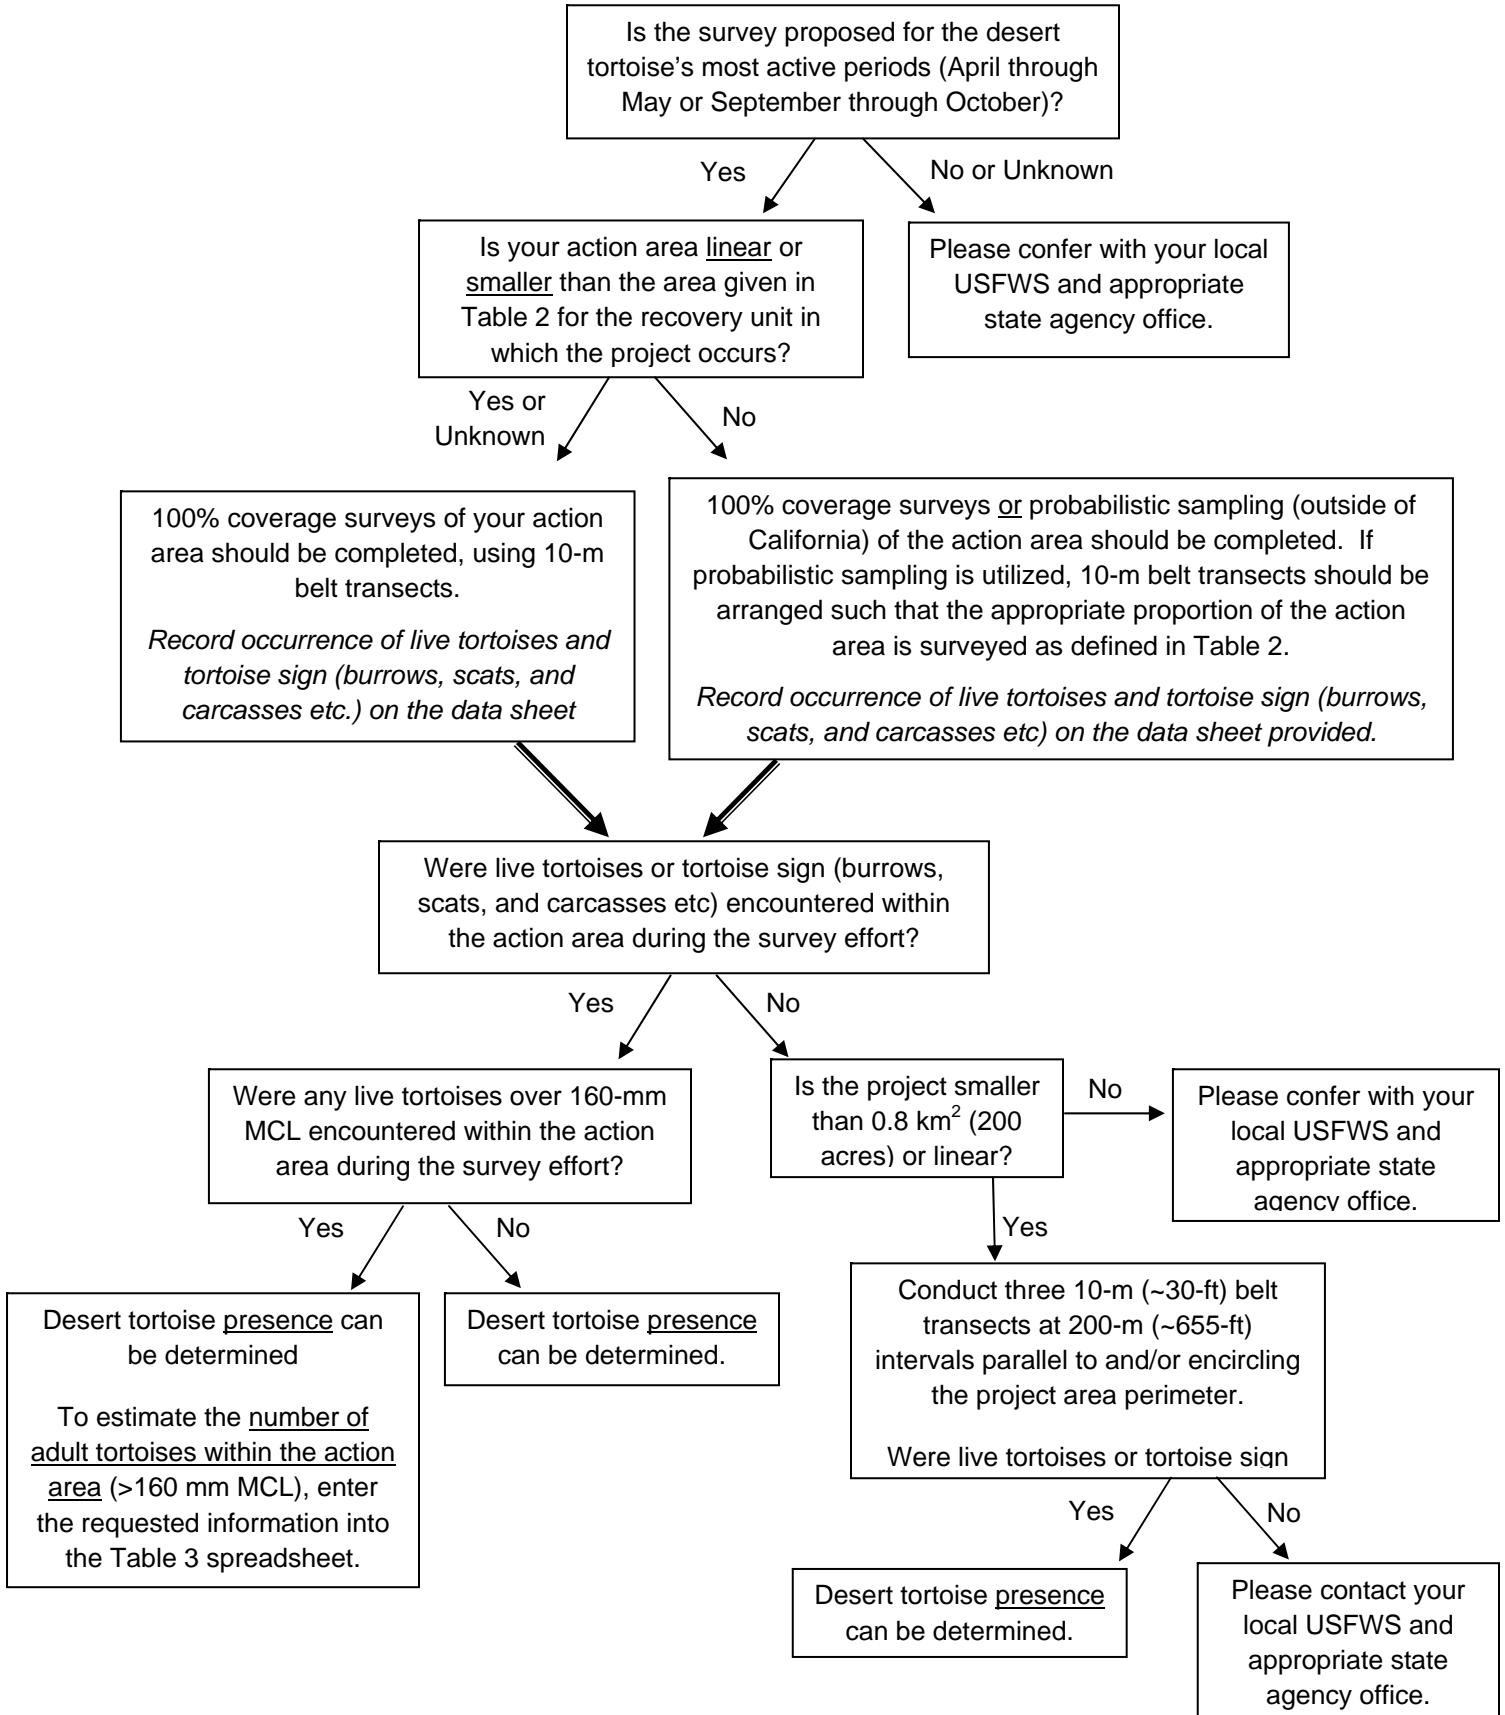 Is the survey proposed for the desert
tortoise’s most active periods (April through
May or September through October)?
Yes
No or Unknown
Is your action area linear or
smaller than the area given in
Table 2 for the recovery unit in
which the project occurs?
Please confer with your local
USFWS and appropriate
state agency office.
Yes or
Unknown
No
100% coverage surveys of your action
area should be completed, using 10-m
belt transects.
Record occurrence of live tortoises and
tortoise sign (burrows, scats, and
carcasses etc.) on the data sheet
100% coverage surveys or probabilistic sampling (outside of
California) of the action area should be completed.  If
probabilistic sampling is utilized, 10-m belt transects should be
arranged such that the appropriate proportion of the action
area is surveyed as defined in Table 2.
Record occurrence of live tortoises and tortoise sign (burrows,
scats, and carcasses etc) on the data sheet provided.
Were live tortoises or tortoise sign (burrows,
scats, and carcasses etc) encountered within
the action area during the survey effort?
Yes
No
Were any live tortoises over 160-mm
MCL encountered within the action
area during the survey effort?
Is the project smaller
than 0.8 km² (200
acres) or linear?
No
Please confer with your
local USFWS and
appropriate state
agency office.
Yes
No
Yes
Desert tortoise presence can
be determined
To estimate the number of
adult tortoises within the action
area (>160 mm MCL), enter
the requested information into
the Table 3 spreadsheet.
Desert tortoise presence
can be determined.
Conduct three 10-m (~30-ft) belt
transects at 200-m (~655-ft)
intervals parallel to and/or encircling
the project area perimeter.
Were live tortoises or tortoise sign
Yes
No
Desert tortoise presence
can be determined.
Please contact your
local USFWS and
appropriate state
agency office.